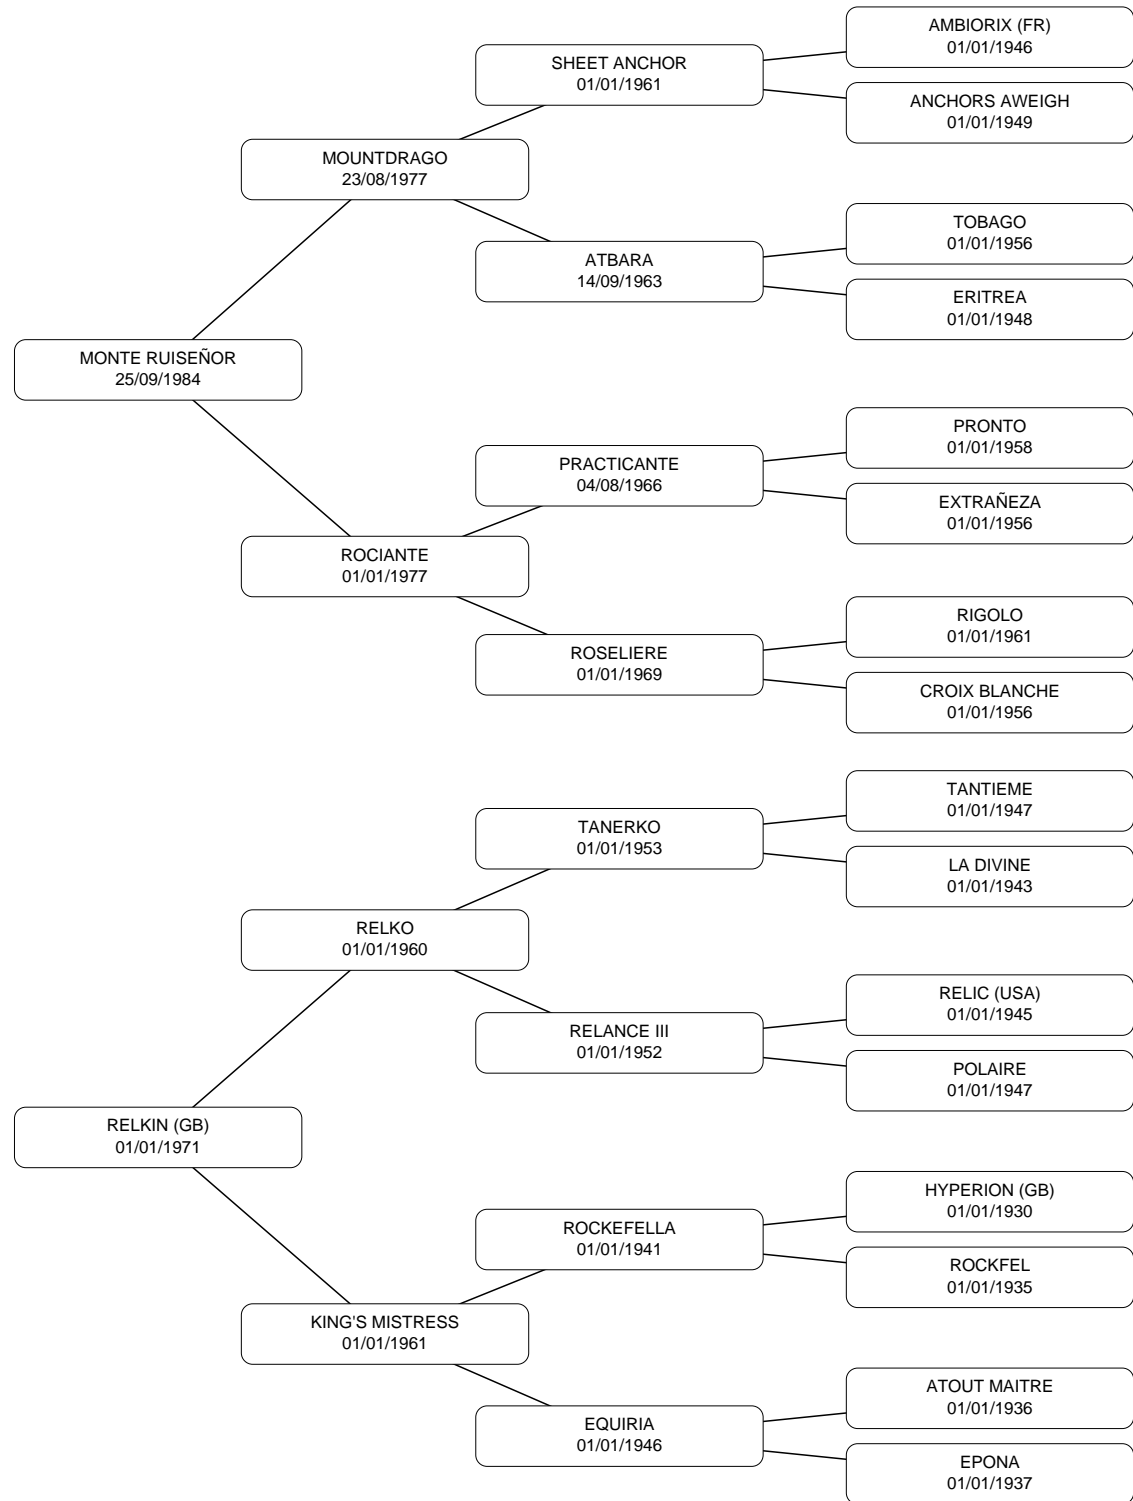 AMBIORIX (FR)
01/01/1946
SHEET ANCHOR
01/01/1961
ANCHORS AWEIGH
01/01/1949
MOUNTDRAGO
23/08/1977
TOBAGO
01/01/1956
ATBARA
14/09/1963
ERITREA
01/01/1948
MONTE RUISEÑOR
25/09/1984
PRONTO
01/01/1958
PRACTICANTE
04/08/1966
EXTRAÑEZA
01/01/1956
ROCIANTE
01/01/1977
RIGOLO
01/01/1961
ROSELIERE
01/01/1969
CROIX BLANCHE
01/01/1956
TANTIEME
01/01/1947
TANERKO
01/01/1953
LA DIVINE
01/01/1943
RELKO
01/01/1960
RELIC (USA)
01/01/1945
RELANCE III
01/01/1952
POLAIRE
01/01/1947
RELKIN (GB)
01/01/1971
HYPERION (GB)
01/01/1930
ROCKEFELLA
01/01/1941
ROCKFEL
01/01/1935
KING'S MISTRESS
01/01/1961
ATOUT MAITRE
01/01/1936
EQUIRIA
01/01/1946
EPONA
01/01/1937